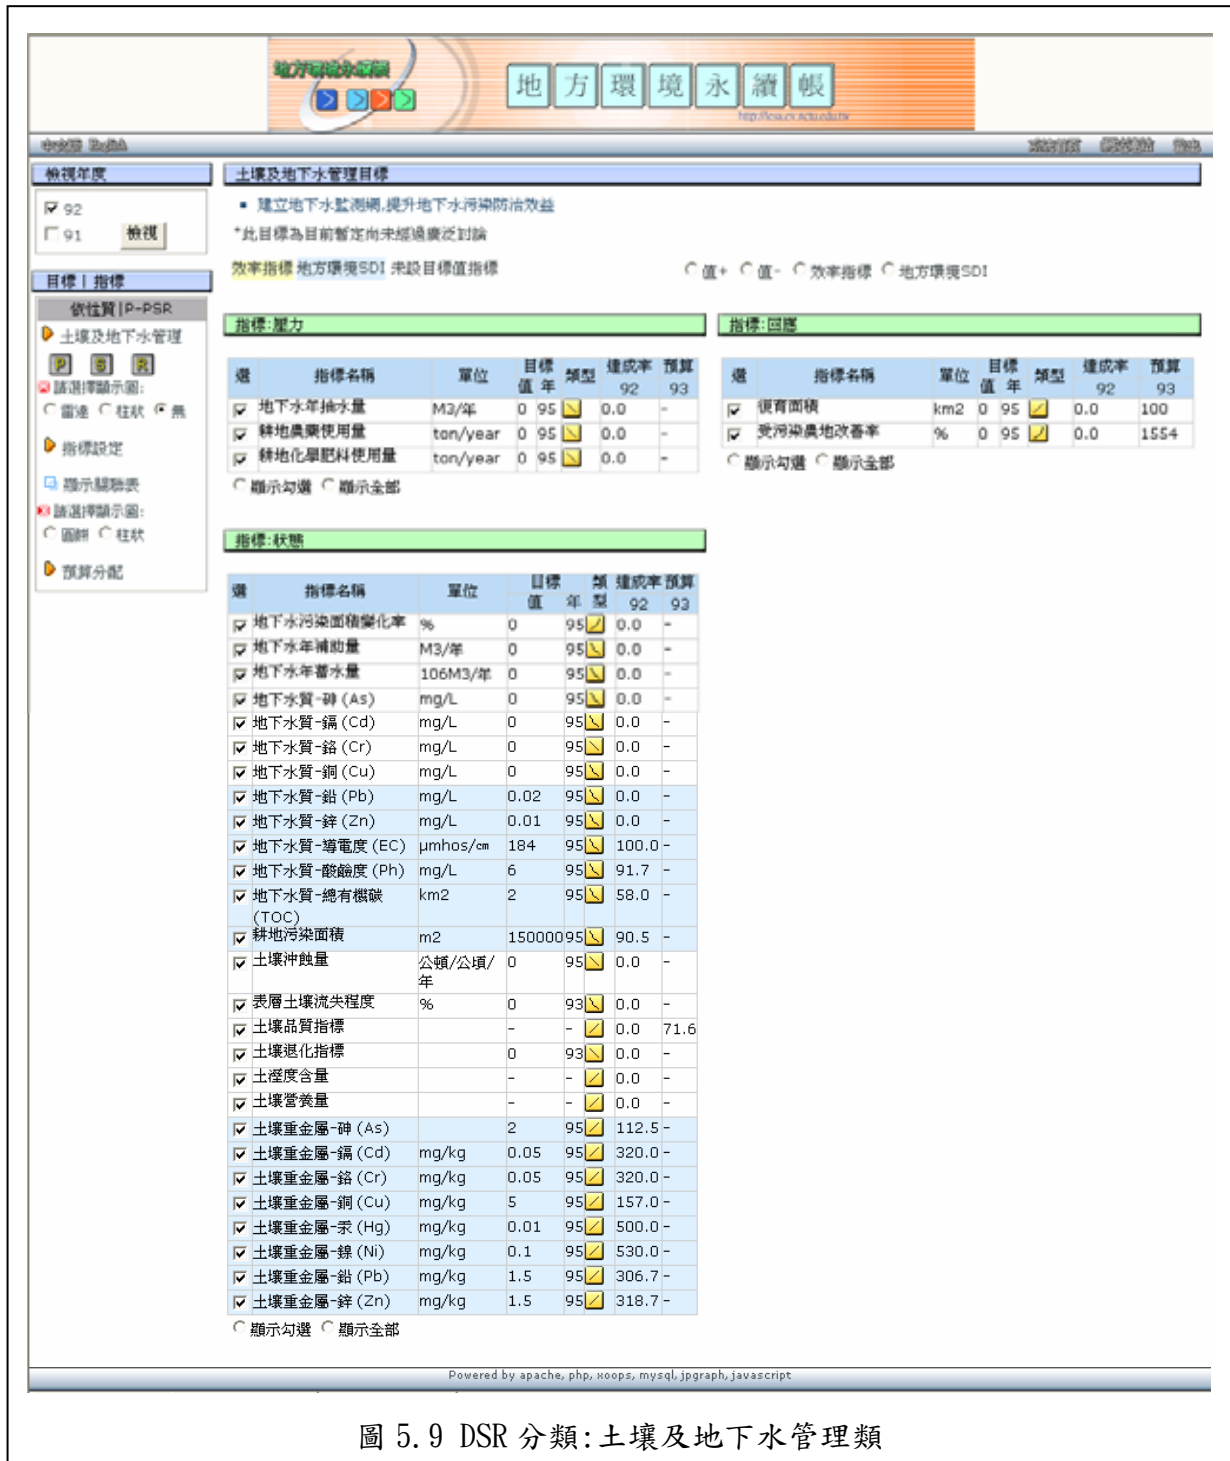 地方環境永續帳
地 方 環 境 永 續 帳
中文版 English
檢視年度
92
91 檢視
目標 | 指標
依性質|P-PSR
土壤及地下水管理
P S R
請選擇顯示圖:
雷達 柱狀 無
指標設定
顯示關聯表
請選擇顯示圖:
圓餅 柱狀
預算分配
土壤及地下水管理目標
建立地下水監測網,提升地下水污染防治效益
*此目標為目前暫定尚未經過廣泛討論
效率指標 地方環境SDI 未設目標值指標 值+ 值- 效率指標 地方環境SDI
指標:壓力
選 指標名稱 單位 目標 類型 達成率 預算
值 年 92 93
地下水年抽水量 M3/年 0 95 0.0 -
耕地農藥使用量 ton/year 0 95 0.0 -
耕地化學肥料使用量 ton/year 0 95 0.0 -
顯示勾選 顯示全部
指標:回應
選 指標名稱 單位 目標 類型 達成率 預算
值 年 92 93
復育面積 km2 0 95 0.0 100
受污染農地改善率 % 0 95 0.0 1554
顯示勾選 顯示全部
指標:狀態
選 指標名稱 單位 目標 類型 達成率 預算
值 年 92 93
地下水污染面積變化率 % 0 95 0.0 -
地下水年補助量 M3/年 0 95 0.0 -
地下水年蓄水量 106M3/年 0 95 0.0 -
地下水質-砷 (As) mg/L 0 95 0.0 -
地下水質-鎘 (Cd) mg/L 0 95 0.0 -
地下水質-鉻 (Cr) mg/L 0 95 0.0 -
地下水質-銅 (Cu) mg/L 0 95 0.0 -
地下水質-鉛 (Pb) mg/L 0.02 95 0.0 -
地下水質-鋅 (Zn) mg/L 0.01 95 0.0 -
地下水質-導電度 (EC) μmhos/㎝ 184 95 100.0 -
地下水質-酸鹼度 (Ph) mg/L 6 95 91.7 -
地下水質-總有機碳 km2 2 95 58.0 -
(TOC)
耕地污染面積 m2 150000 95 90.5 -
土壤沖蝕量 公頓/公頃/ 0 95 0.0 -
年
表層土壤流失程度 % 0 93 0.0 -
土壤品質指標 - - 0.0 71.6
土壤退化指標 0 93 0.0 -
土溼度含量 - - 0.0 -
土壤營養量 - - 0.0 -
土壤重金屬-砷 (As) 2 95 112.5 -
土壤重金屬-鎘 (Cd) mg/kg 0.05 95 320.0 -
土壤重金屬-鉻 (Cr) mg/kg 0.05 95 320.0 -
土壤重金屬-銅 (Cu) mg/kg 5 95 157.0 -
土壤重金屬-汞 (Hg) mg/kg 0.01 95 500.0 -
土壤重金屬-鎳 (Ni) mg/kg 0.1 95 530.0 -
土壤重金屬-鉛 (Pb) mg/kg 1.5 95 306.7 -
土壤重金屬-鋅 (Zn) mg/kg 1.5 95 318.7 -
顯示勾選 顯示全部
Powered by apache, php, xoops, mysql, jpgraph, javascript
圖 5.9 DSR 分類:土壤及地下水管理類